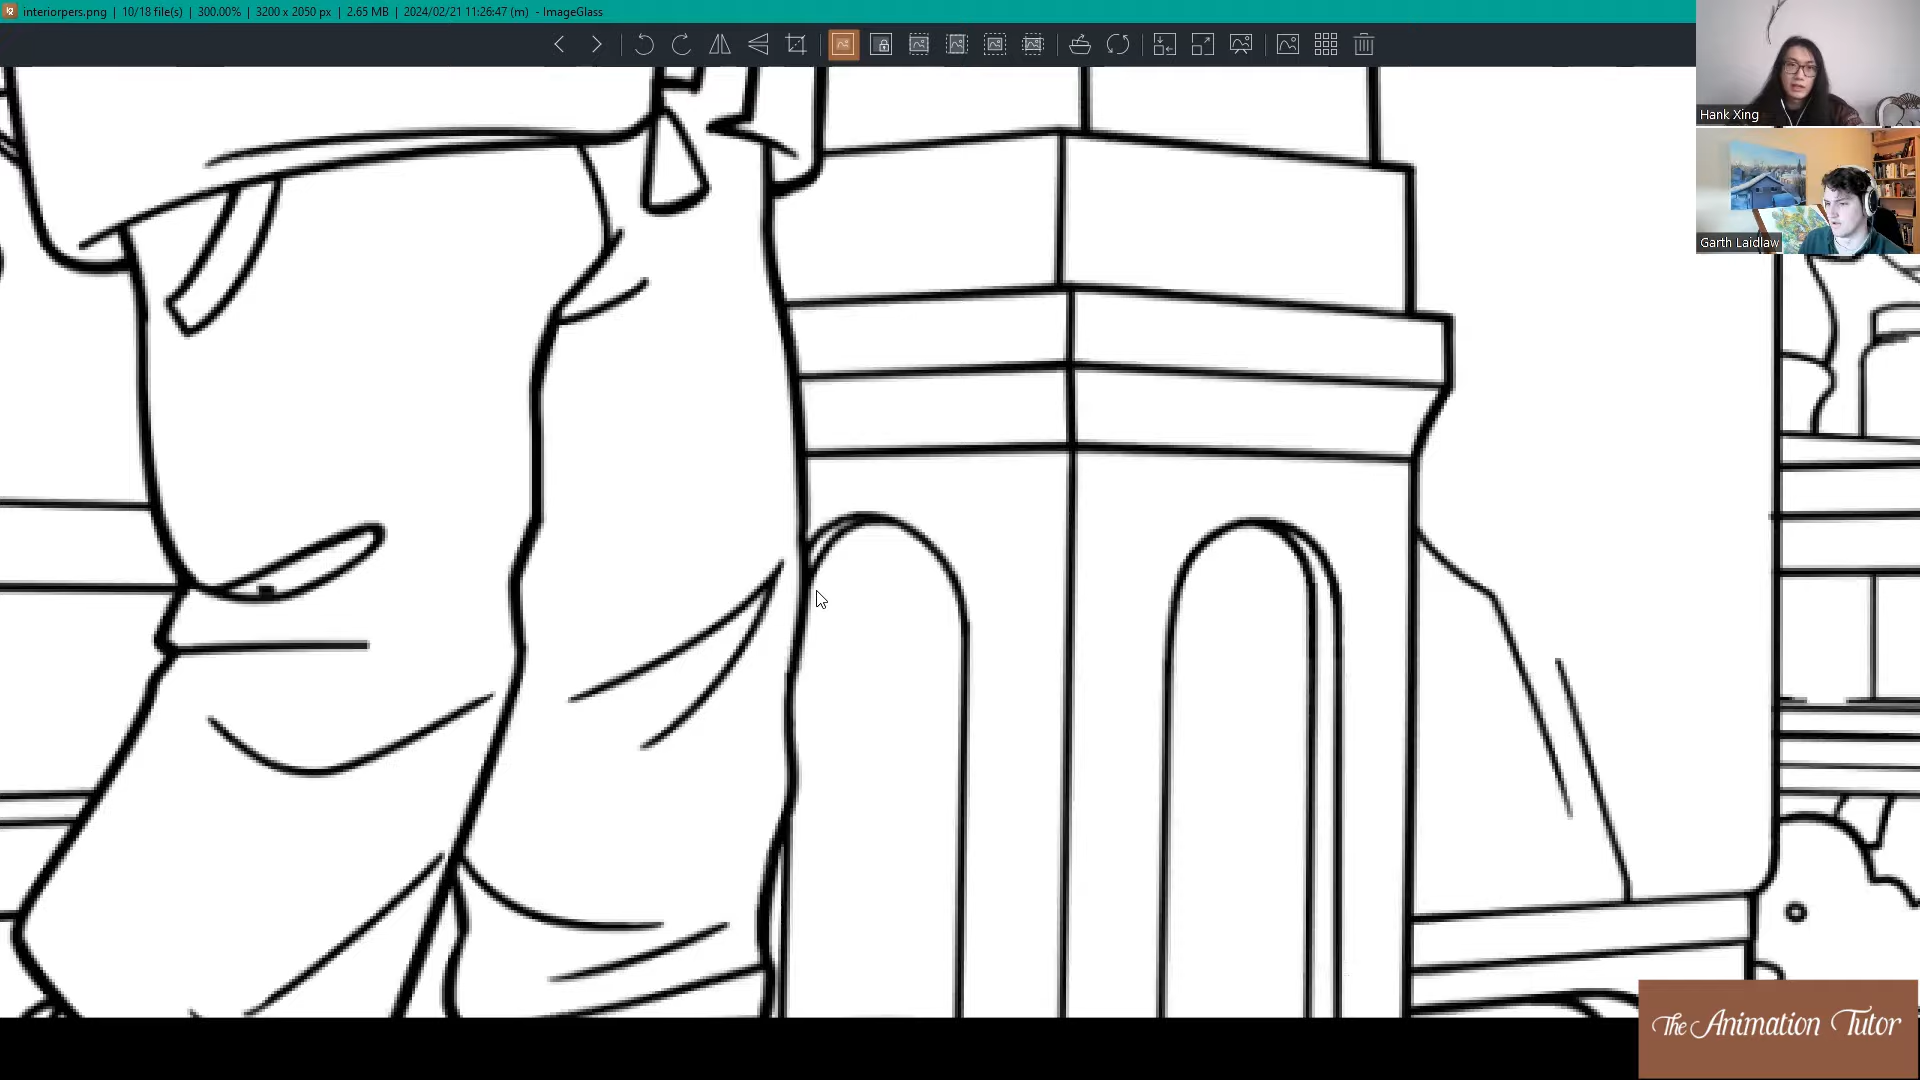 interiorpers.png | 10/18 file(s) | 300.00% | 3200 x 2050 px | 2.65 MB | 2024/02/21 11:26:47 (m) - ImageGlass
Hank Xing
Garth Laidlaw
The Animation Tutor